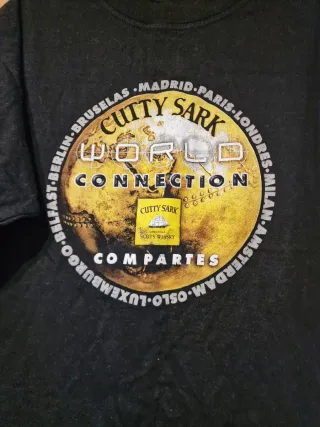 BELFAST·BERLIN·BRUSELAS·MADRID·PARIS·LONDRES·MILAN·AMSTERDAM·OSLO·LUXEMBURGO·
CUTTY SARK
WORLD
CONNECTION
CUTTY SARK
SCOTS WHISKY
COMPARTES